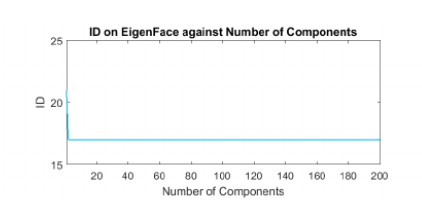 ID on EigenFace against Number of Components
25
20
15
ID
20 40 60 80 100 120 140 160 180 200
Number of Components